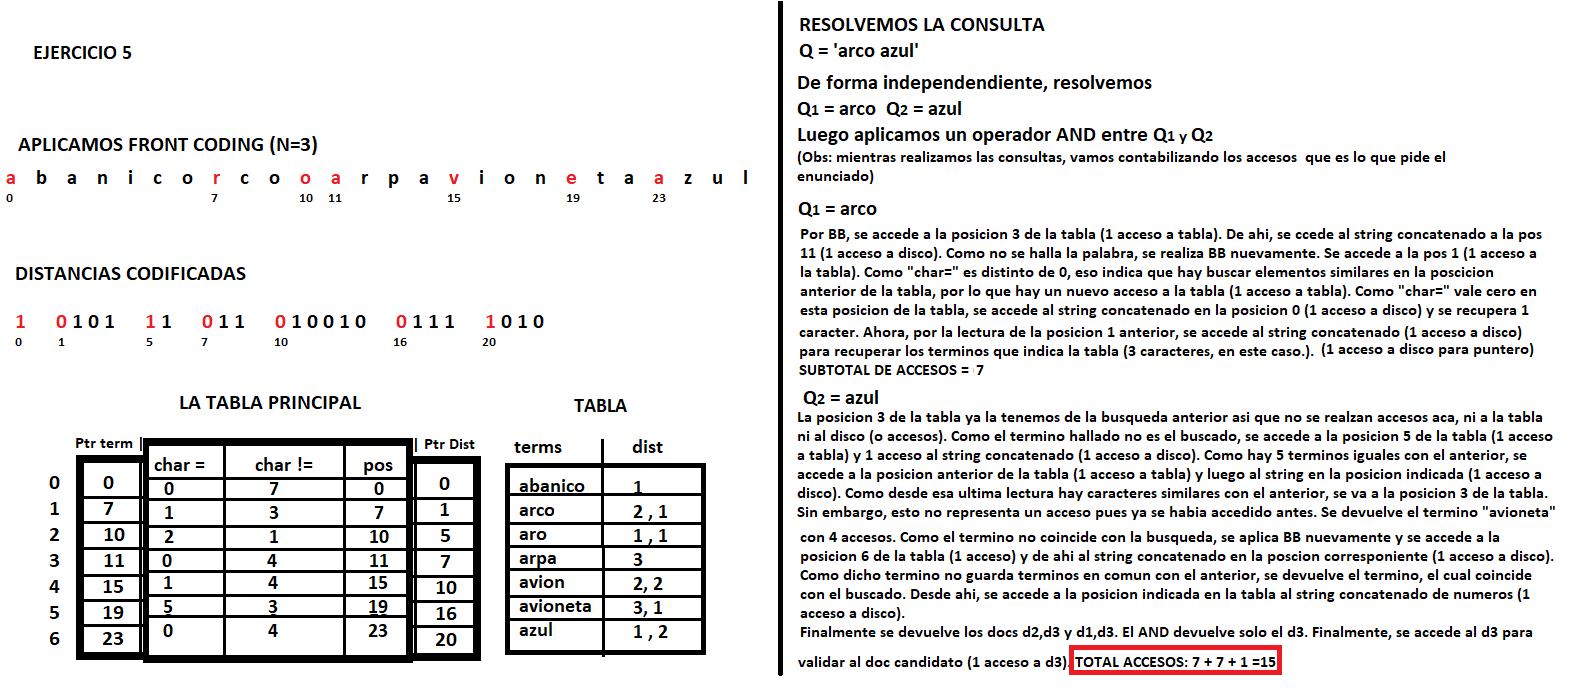 EJERCICIO 5
APLICAMOS FRONT CODING (N=3)
a b a n i c o r c o o a r p a v i o n e t a a z u l
0 7 10 11 15 19 23
DISTANCIAS CODIFICADAS
1 0 1 0 1 1 1 0 1 1 0 1 0 0 1 0 0 1 1 1 1 0 1 0
0 1 5 7 10 16 20
LA TABLA PRINCIPAL
Ptr term | char = char != pos | Ptr Dist
0 0 0 7 0 0
1 7 1 3 7 1
2 10 2 1 10 5
3 11 0 4 11 7
4 15 1 4 15 10
5 19 5 3 19 16
6 23 0 4 23 20
TABLA
terms dist
abanico 1
arco 2 , 1
aro 1 , 1
arpa 3
avion 2, 2
avioneta 3, 1
azul 1 , 2
RESOLVEMOS LA CONSULTA
Q = 'arco azul'
De forma independendiente, resolvemos
Q1 = arco Q2 = azul
Luego aplicamos un operador AND entre Q1 y Q2
(Obs: mientras realizamos las consultas, vamos contabilizando los accesos que es lo que pide el
enunciado)
Q1 = arco
Por BB, se accede a la posicion 3 de la tabla (1 acceso a tabla). De ahi, se ccede al string concatenado a la pos
11 (1 acceso a disco). Como no se halla la palabra, se realiza BB nuevamente. Se accede a la pos 1 (1 acceso a
la tabla). Como "char=" es distinto de 0, eso indica que hay buscar elementos similares en la poscicion
anterior de la tabla, por lo que hay un nuevo acceso a la tabla (1 acceso a tabla). Como "char=" vale cero en
esta posicion de la tabla, se accede al string concatenado en la posicion 0 (1 acceso a disco) y se recupera 1
caracter. Ahora, por la lectura de la posicion 1 anterior, se accede al string concatenado (1 acceso a disco)
para recuperar los terminos que indica la tabla (3 caracteres, en este caso.). (1 acceso a disco para puntero)
SUBTOTAL DE ACCESOS = 7
Q2 = azul
La posicion 3 de la tabla ya la tenemos de la busqueda anterior asi que no se realzan accesos aca, ni a la tabla
ni al disco (o accesos). Como el termino hallado no es el buscado, se accede a la posicion 5 de la tabla (1 acceso
a tabla) y 1 acceso al string concatenado (1 acceso a disco). Como hay 5 terminos iguales con el anterior, se
accede a la posicion anterior de la tabla (1 acceso a tabla) y luego al string en la posicion indicada (1 acceso a
disco). Como desde esa ultima lectura hay caracteres similares con el anterior, se va a la posicion 3 de la tabla.
Sin embargo, esto no representa un acceso pues ya se habia accedido antes. Se devuelve el termino "avioneta"
con 4 accesos. Como el termino no coincide con la busqueda, se aplica BB nuevamente y se accede a la
posicion 6 de la tabla (1 acceso) y de ahi al string concatenado en la poscion corresponiente (1 acceso a disco).
Como dicho termino no guarda terminos en comun con el anterior, se devuelve el termino, el cual coincide
con el buscado. Desde ahi, se accede a la posicion indicada en la tabla al string concatenado de numeros (1
acceso a disco).
Finalmente se devuelve los docs d2,d3 y d1,d3. El AND devuelve solo el d3. Finalmente, se accede al d3 para
validar al doc candidato (1 acceso a d3). TOTAL ACCESOS: 7 + 7 + 1 =15